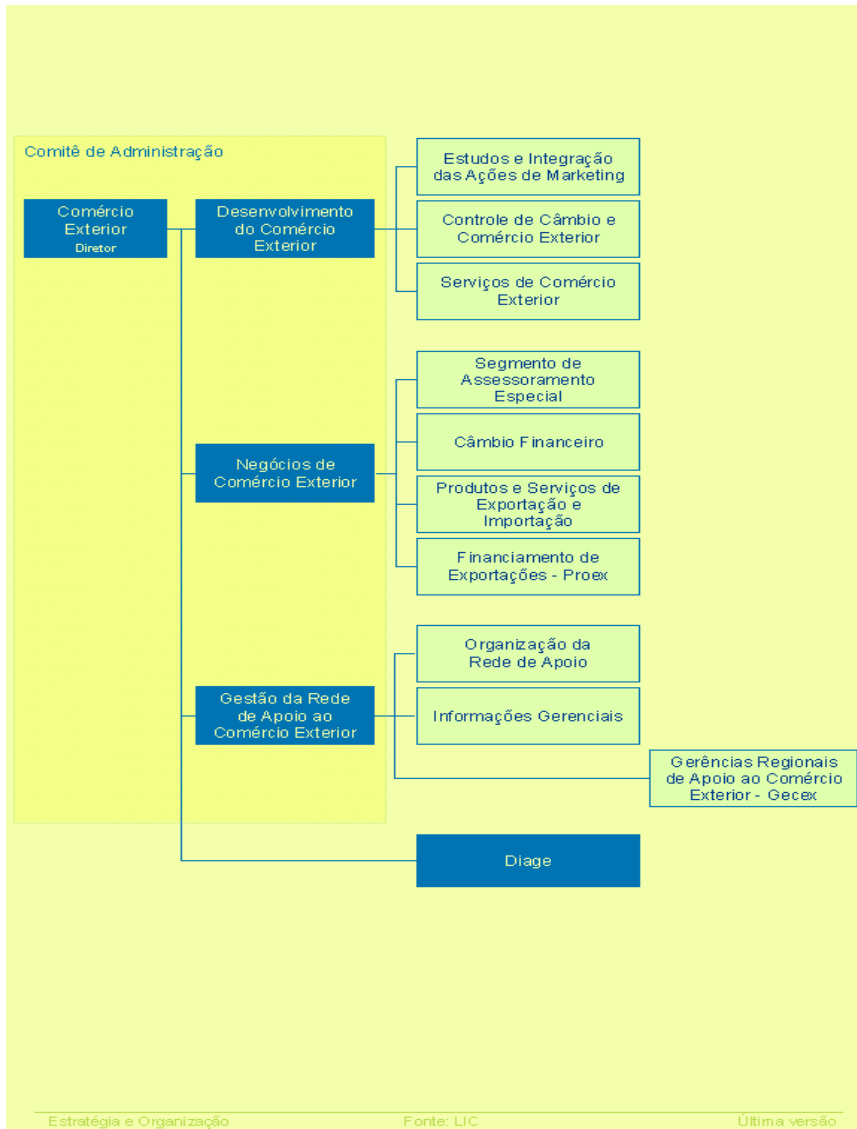 Comitê de Administração
Comércio
Exterior
Diretor
Desenvolvimento
do Comércio
Exterior
Estudos e Integração
das Ações de Marketing
Controle de Câmbio e
Comércio Exterior
Serviços de Comércio
Exterior
Negócios de
Comércio Exterior
Segmento de
Assessoramento
Especial
Câmbio Financeiro
Produtos e Serviços de
Exportação e
Importação
Financiamento de
Exportações - Proex
Gestão da Rede
de Apoio ao
Comércio Exterior
Organização da
Rede de Apoio
Informações Gerenciais
Gerências Regionais
de Apoio ao Comércio
Exterior - Gecex
Diage
Estratégia e Organização Fonte: LIC Última versão